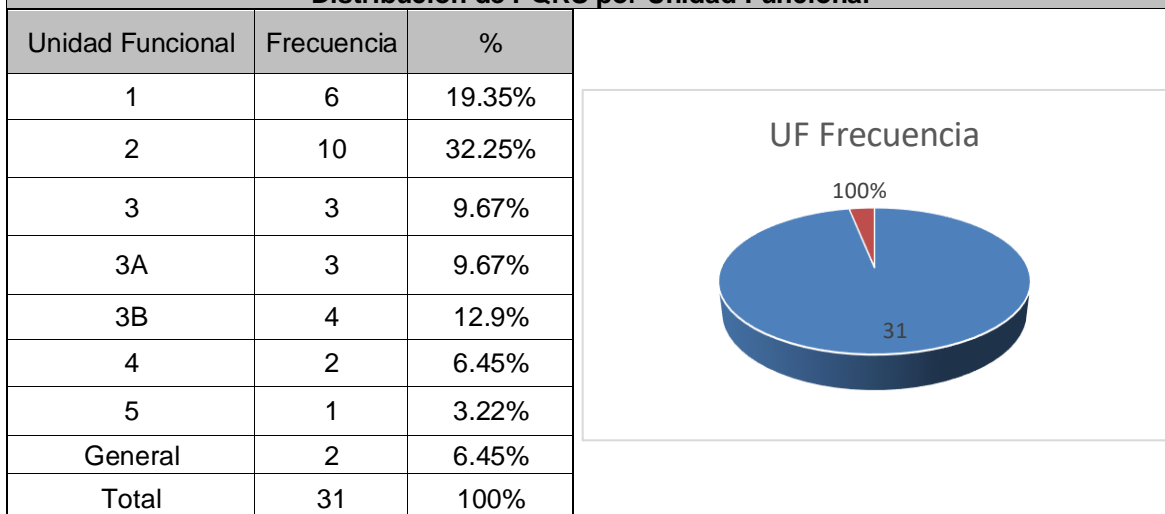 Unidad Funcional Frecuencia %
1 6 19.35%
2 10 32.25%
3 3 9.67%
3A 3 9.67%
3B 4 12.9%
4 2 6.45%
5 1 3.22%
General 2 6.45%
Total 31 100%
UF Frecuencia
100%
31